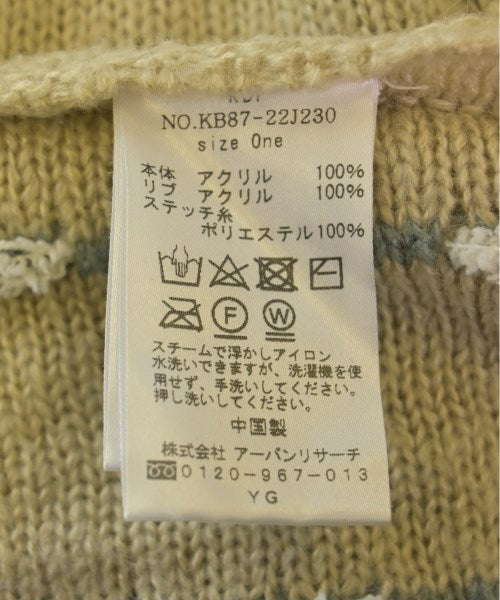 NO.KB87-22J230
size One
本体 アクリル 100%
リブ アクリル 100%
ステッチ糸
ポリエステル 100%
F W
スチームで浮かしアイロン
水洗いできますが、洗濯機を使
用せず、手洗いしてください。
押し洗いしてください。
中国製
株式会社 アーバンリサーチ
0120-967-013
YG